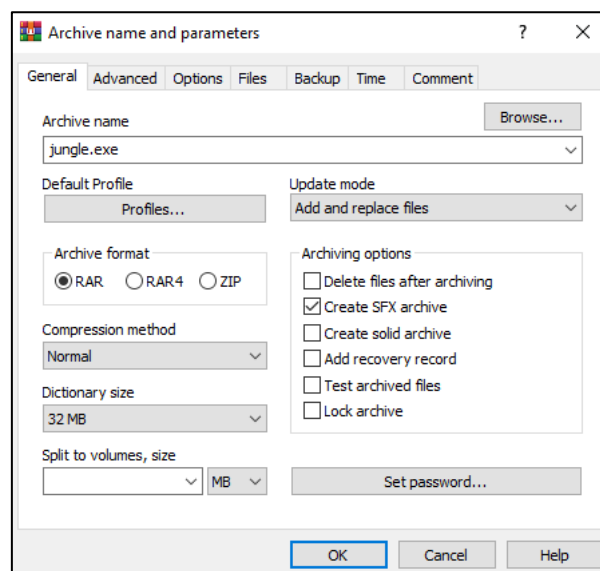 Archive name and parameters
?
General Advanced Options Files Backup Time Comment
Archive name
Browse...
jungle.exe
Default Profile
Profiles...
Update mode
Add and replace files
Archive format
RAR RAR4 ZIP
Compression method
Normal
Dictionary size
32 MB
Split to volumes, size
MB
Archiving options
Delete files after archiving
Create SFX archive
Create solid archive
Add recovery record
Test archived files
Lock archive
Set password...
OK Cancel Help